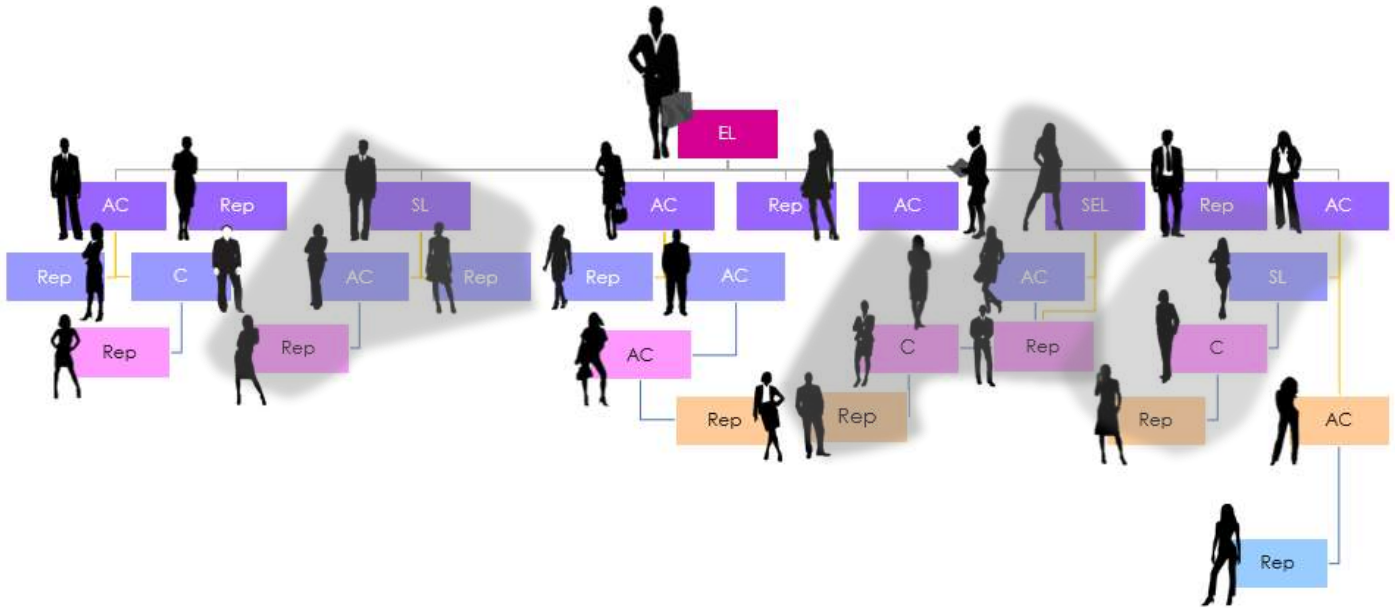 EL
AC Rep SL AC Rep AC SEL Rep AC
Rep C AC Rep Rep AC AC SL
Rep Rep AC C Rep C
Rep Rep Rep AC
Rep